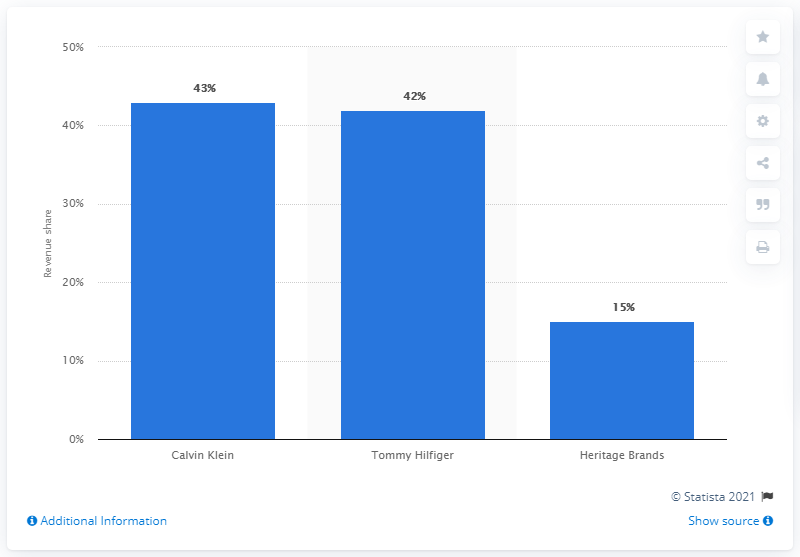 50%
43%
42%
40%
30%
Revenue share
20%
15%
10%
0%
Calvin Klein
Tommy Hilfiger
Heritage Brands
© Statista 2021
Additional Information
Show source